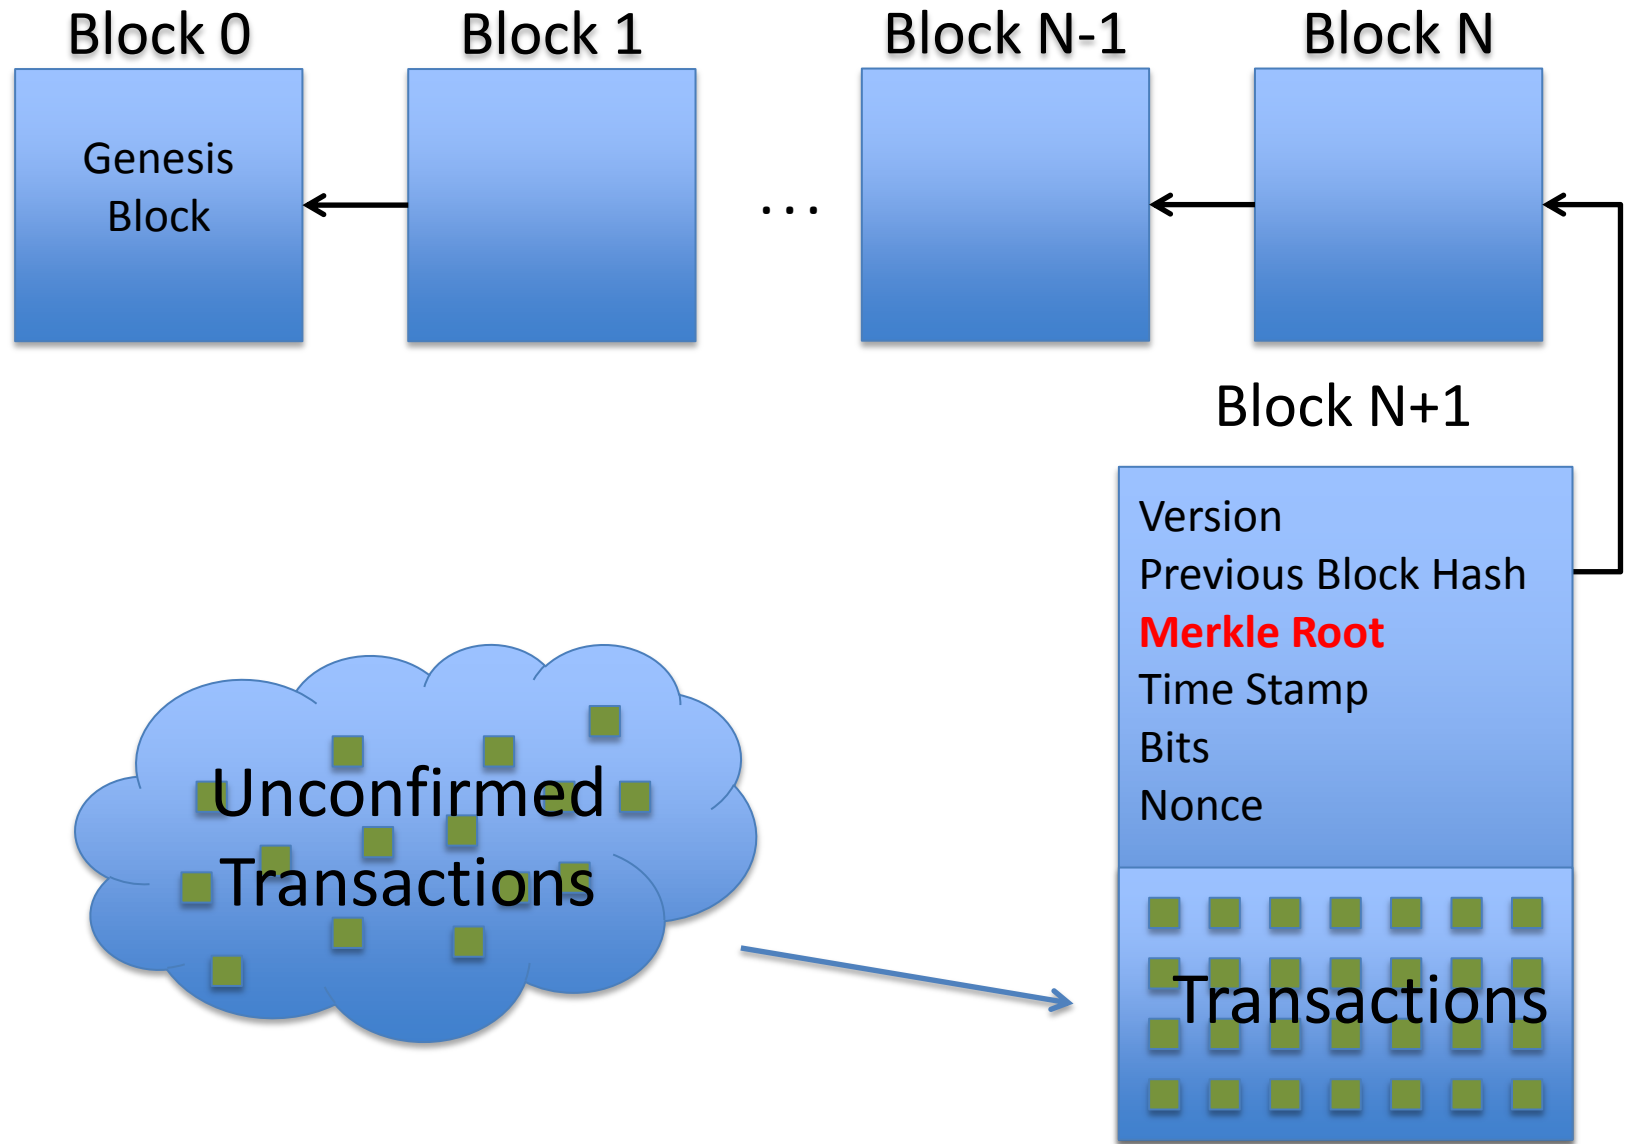 Block 0
Block 1
Block N-1
Block N
Genesis
Block
...
Block N+1
Version
Previous Block Hash
Merkle Root
Time Stamp
Bits
Nonce
Unconfirmed
Transactions
Transactions